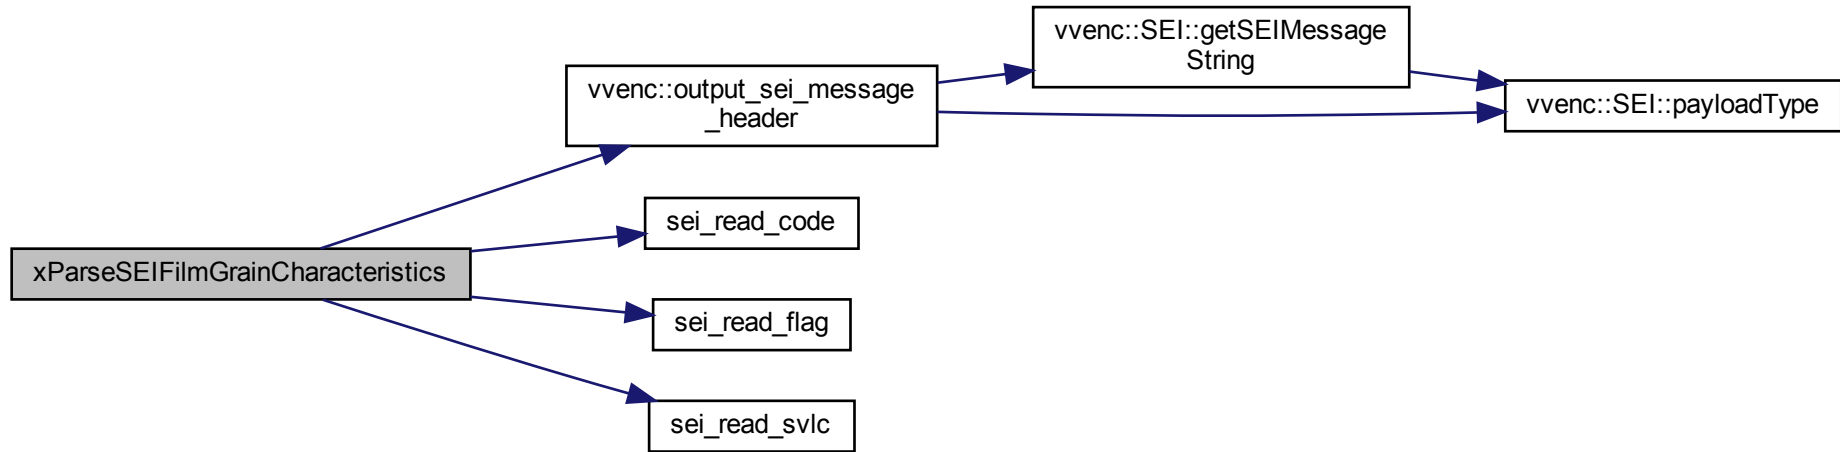 vvenc::SEI::getSEIMessage
String
vvenc::output_sei_message
_header
vvenc::SEI::payloadType
sei_read_code
xParseSEIFilmGrainCharacteristics
sei_read_flag
sei_read_svlc